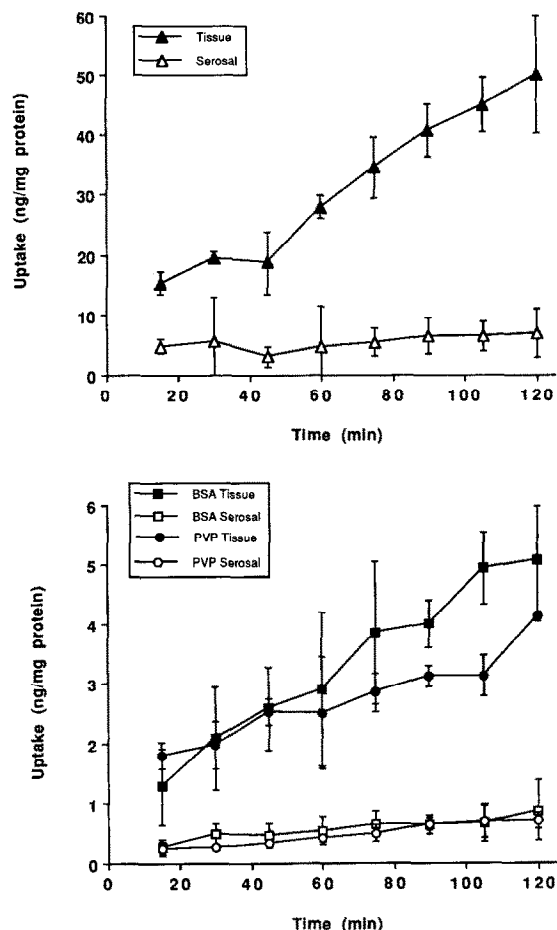 60
50
40
30
20
10
0
Uptake (ng/mg protein)
Tissue
Serosal
0 20 40 60 80 100 120
Time (min)
6
5
4
3
2
1
0
Uptake (ng/mg protein)
BSA Tissue
BSA Serosal
PVP Tissue
PVP Serosal
0 20 40 60 80 100 120
Time (min)